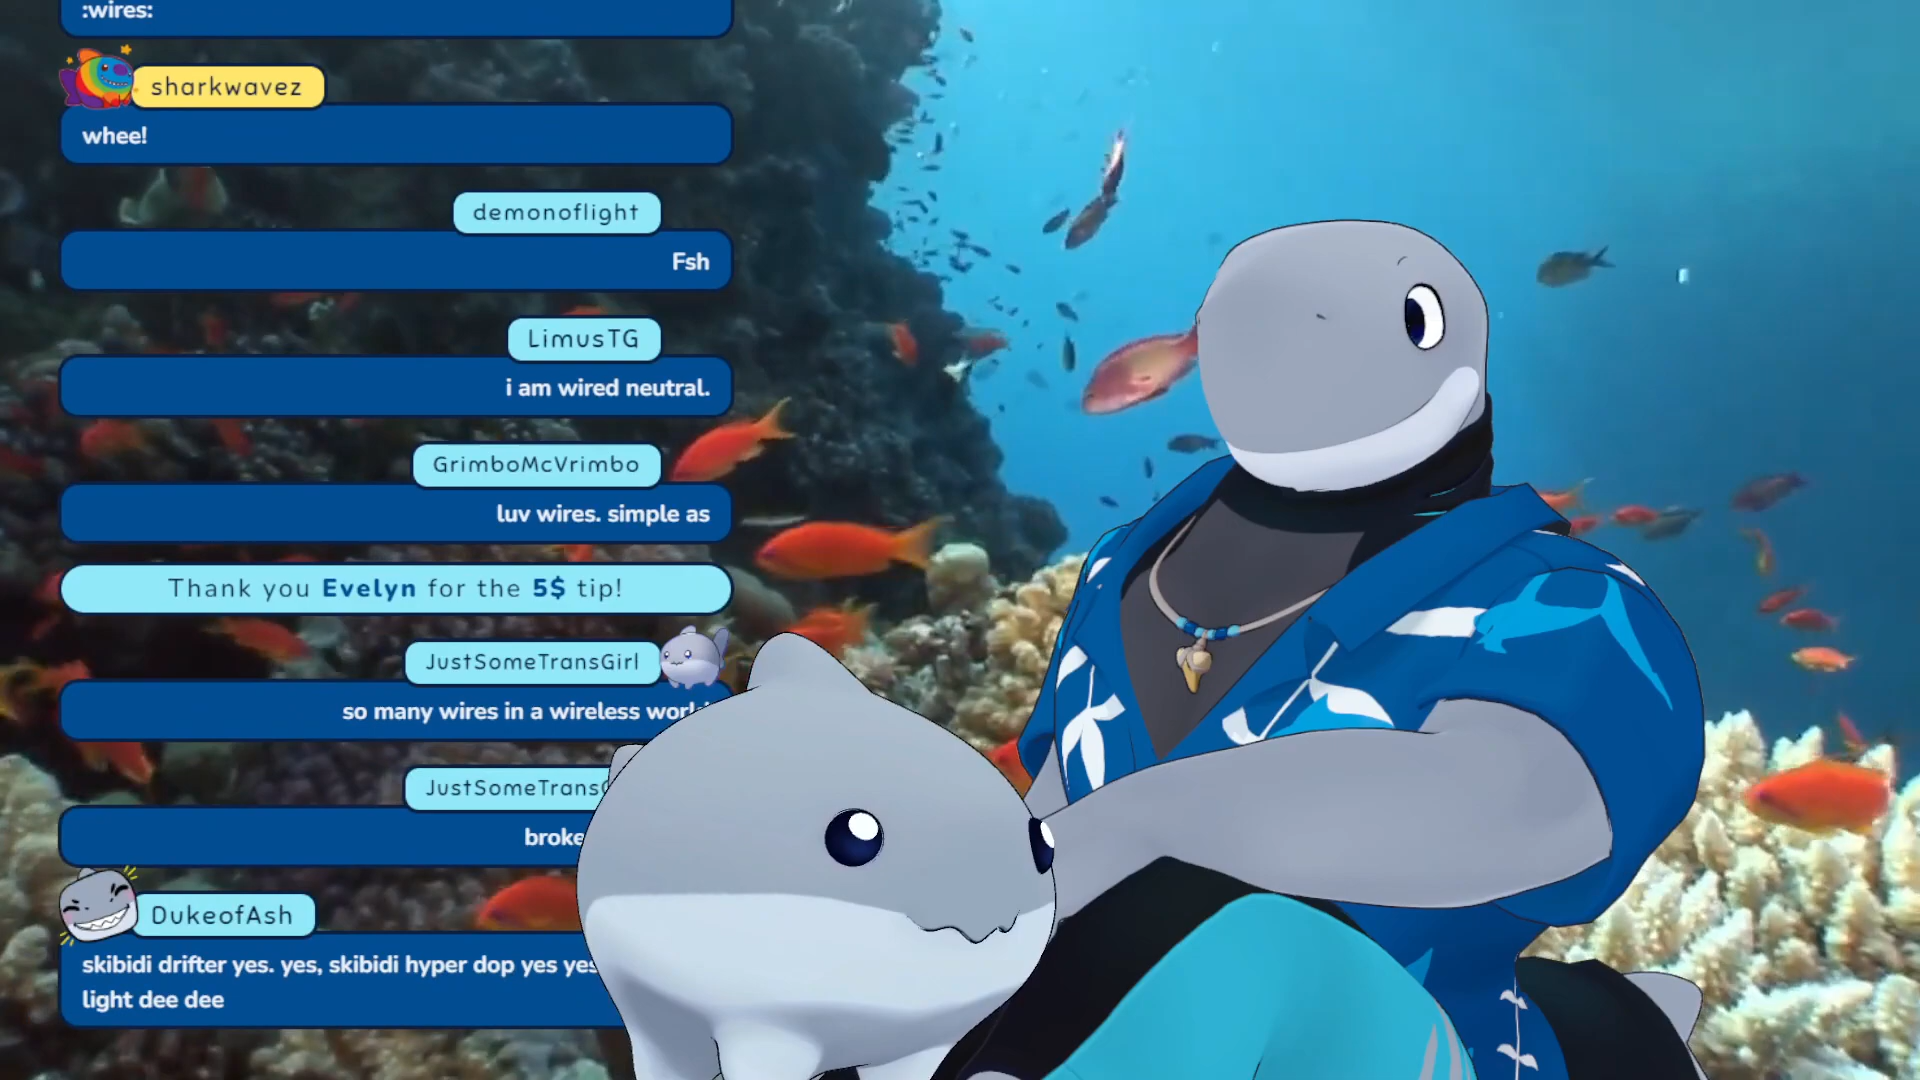 :wires:
sharkwavez
whee!
demonoflight
Fsh
LimusTG
i am wired neutral.
GrimboMcVrimbo
luv wires. simple as
Thank you Evelyn for the 5$ tip!
JustSomeTransGirl
so many wires in a wireless world
JustSomeTrans
broke
DukeofAsh
skibidi drifter yes. yes, skibidi hyper dop yes yes
light dee dee